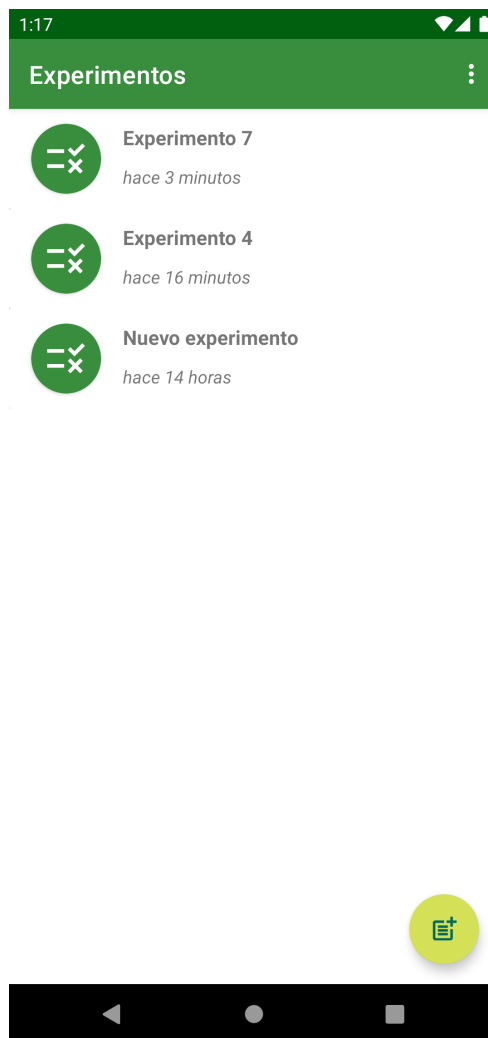 1:17
Experimentos
Experimento 7
hace 3 minutos
Experimento 4
hace 16 minutos
Nuevo experimento
hace 14 horas